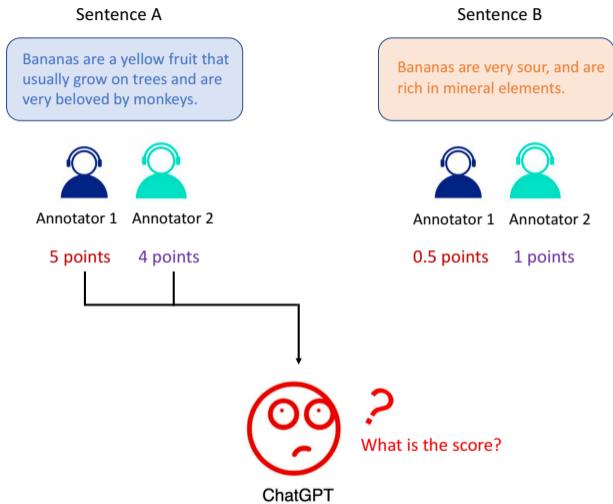 Sentence A
Sentence B
Bananas are a yellow fruit that
usually grow on trees and are
very beloved by monkeys.
Bananas are very sour, and are
rich in mineral elements.
Annotator 1
Annotator 2
Annotator 1
Annotator 2
5 points
4 points
0.5 points
1 points
?
What is the score?
ChatGPT